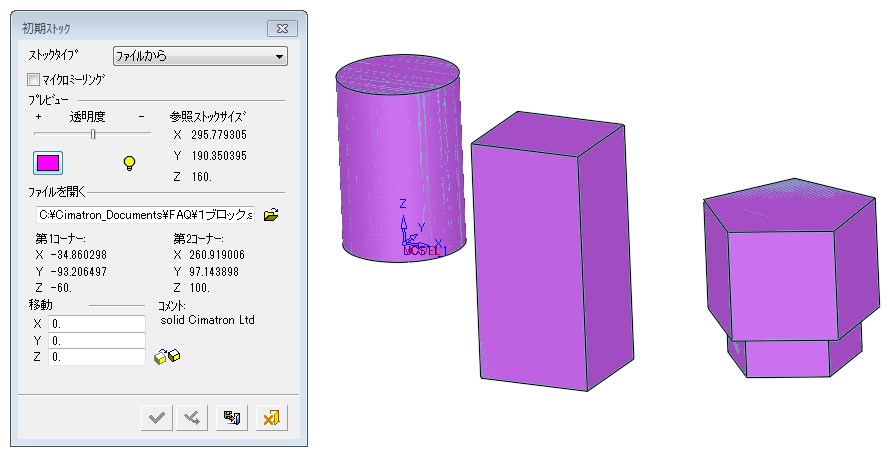 初期ｽﾄｯｸ
ｽﾄｯｸﾀｲﾌﾟ ﾌｧｲﾙから
ﾏｲｸﾛﾐｰﾘﾝｸﾞ
ﾌﾟﾚﾋﾞｭｰ
+ 透明度 - 参照ｽﾄｯｸｻｲｽﾞ
X 295.779305
Y 190.350395
Z 160.
ﾌｧｲﾙを開く
C:¥Cimatron_Documents¥FAQ¥1ブロック.s
第1ｺｰﾅｰ: 第2ｺｰﾅｰ:
X -34.860298 X 260.919006
Y -93.206497 Y 97.143898
Z -60. Z 100.
移動 ｺﾒﾝﾄ:
X 0. solid Cimatron Ltd
Y 0.
Z 0.
Z
Y
X